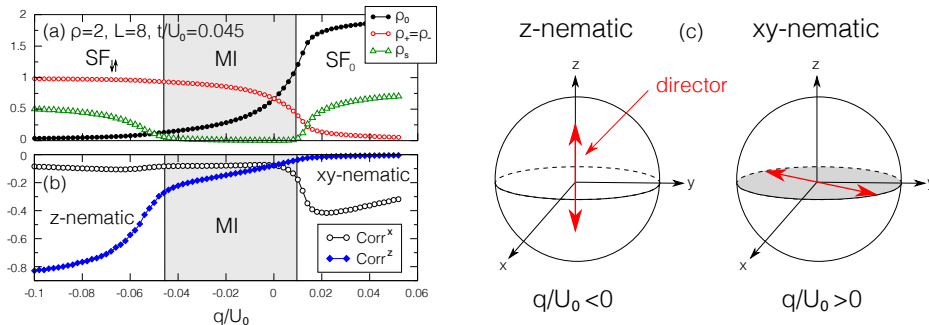 (a) ρ=2, L=8, t/U₀=0.045
ρ₀
ρ₊=ρ₋
ρₛ
2
1.5
1
0.5
0
SF↓↑
MI
SF₀
(b)
0
-0.2
-0.4
-0.6
-0.8
z-nematic
MI
xy-nematic
Corrˣ
Corrᶻ
-0.1
-0.08
-0.06
-0.04
-0.02
0
0.02
0.04
0.06
q/U₀
z-nematic
(c)
xy-nematic
director
z
y
x
q/U₀<0
z
y
x
q/U₀>0